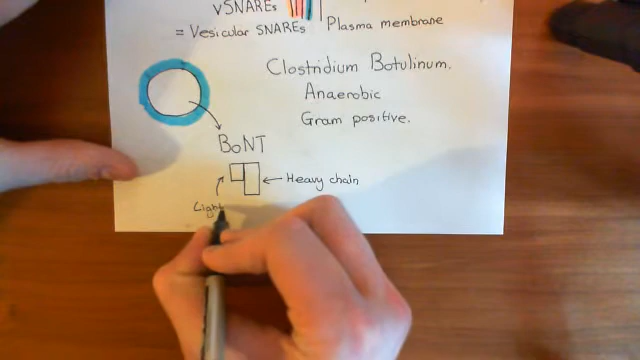 vSNAREs
= Vesicular SNAREs Plasma membrane
Clostridium Botulinum.
Anaerobic
Gram positive.
BoNT
Heavy chain
Light